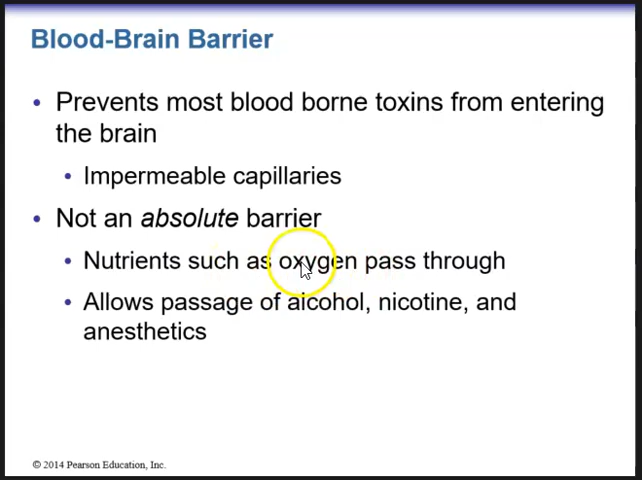 Blood-Brain Barrier
• Prevents most blood borne toxins from entering
the brain
• Impermeable capillaries
• Not an absolute barrier
• Nutrients such as oxygen pass through
• Allows passage of alcohol, nicotine, and
anesthetics
© 2014 Pearson Education, Inc.